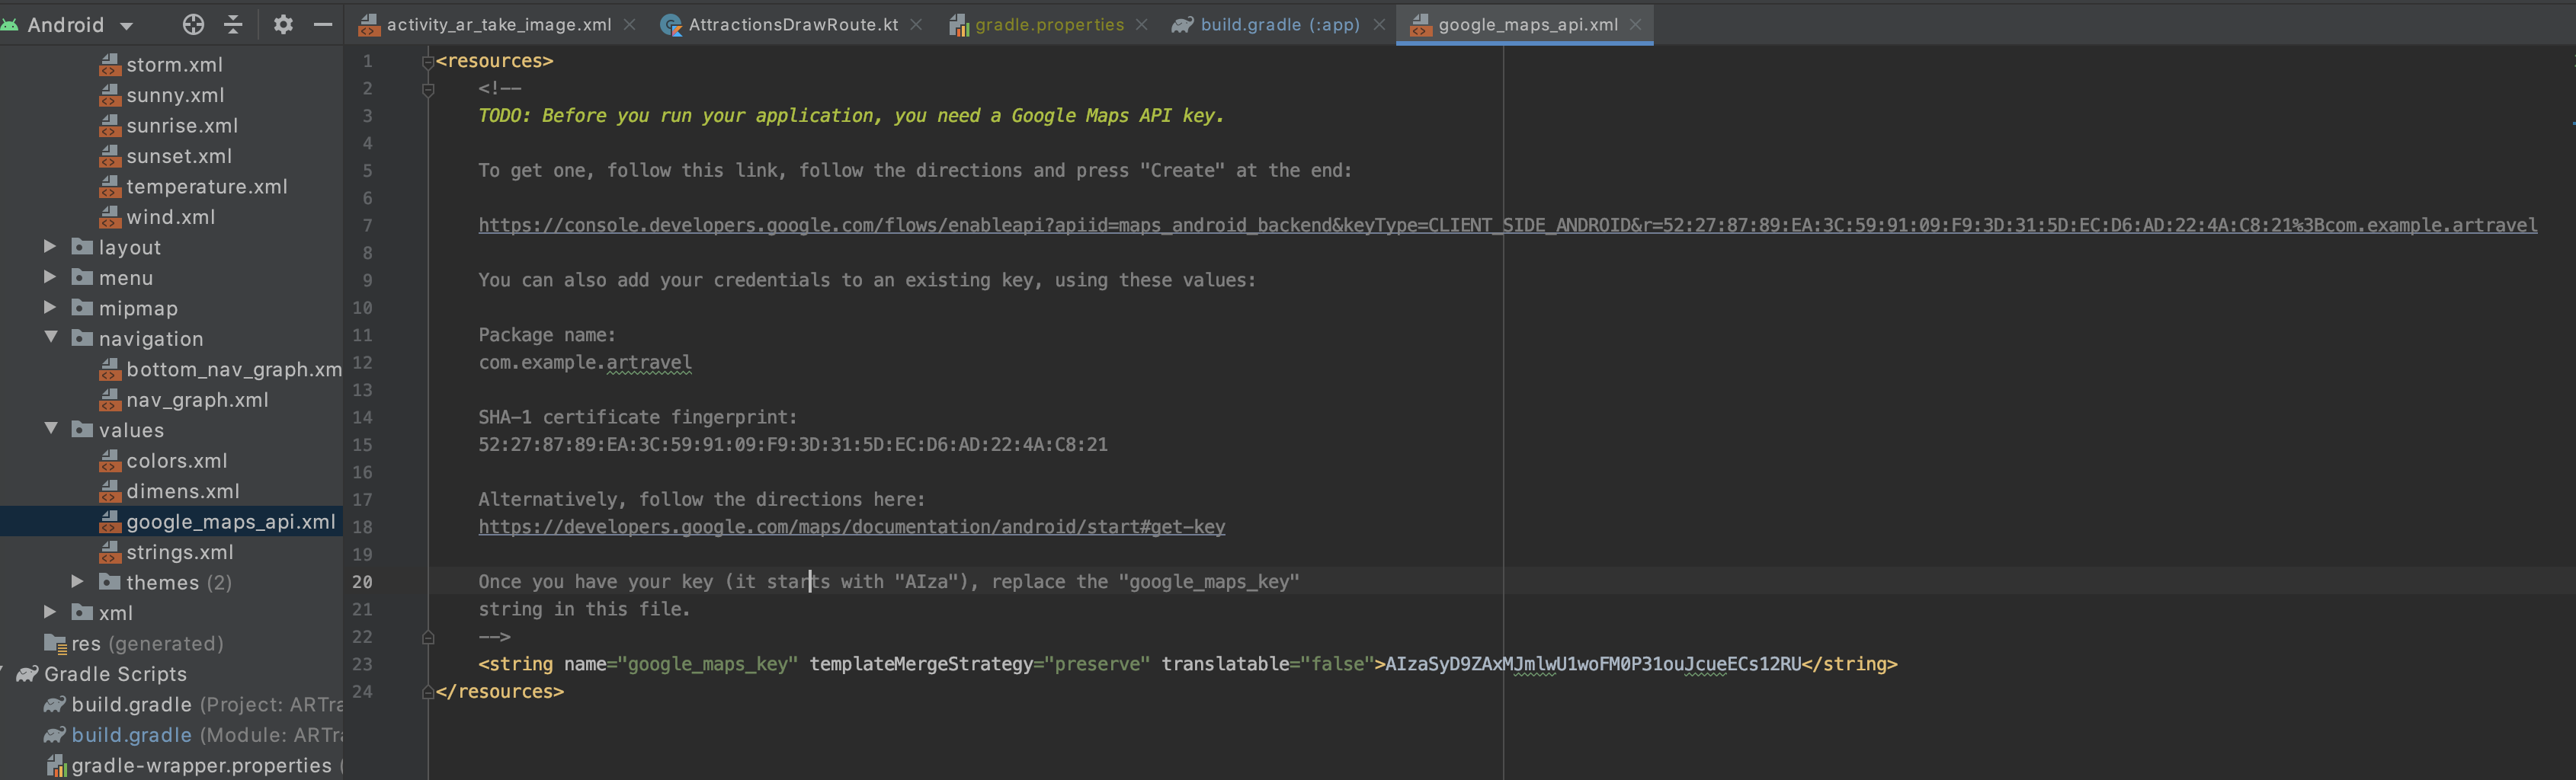 Android
activity_ar_take_image.xml
AttractionsDrawRoute.kt
gradle.properties
build.gradle (:app)
google_maps_api.xml
storm.xml
sunny.xml
sunrise.xml
sunset.xml
temperature.xml
wind.xml
layout
menu
mipmap
navigation
bottom_nav_graph.xm
nav_graph.xml
values
colors.xml
dimens.xml
google_maps_api.xml
strings.xml
themes (2)
xml
res (generated)
Gradle Scripts
build.gradle (Project: ARTra
build.gradle (Module: ARTra
gradle-wrapper.properties (
1 <resources>
2 <!--
3 TODO: Before you run your application, you need a Google Maps API key.
4
5 To get one, follow this link, follow the directions and press "Create" at the end:
6
7 https://console.developers.google.com/flows/enableapi?apiid=maps_android_backend&keyType=CLIENT_SIDE_ANDROID&r=52:27:87:89:EA:3C:59:91:09:F9:3D:31:5D:EC:D6:AD:22:4A:C8:21%3Bcom.example.artravel
8
9 You can also add your credentials to an existing key, using these values:
10
11 Package name:
12 com.example.artravel
13
14 SHA-1 certificate fingerprint:
15 52:27:87:89:EA:3C:59:91:09:F9:3D:31:5D:EC:D6:AD:22:4A:C8:21
16
17 Alternatively, follow the directions here:
18 https://developers.google.com/maps/documentation/android/start#get-key
19
20 Once you have your key (it starts with "AIza"), replace the "google_maps_key"
21 string in this file.
22 -->
23 <string name="google_maps_key" templateMergeStrategy="preserve" translatable="false">AIzaSyD9ZAxMJmlwU1woFM0P31ouJcueECs12RU</string>
24 </resources>